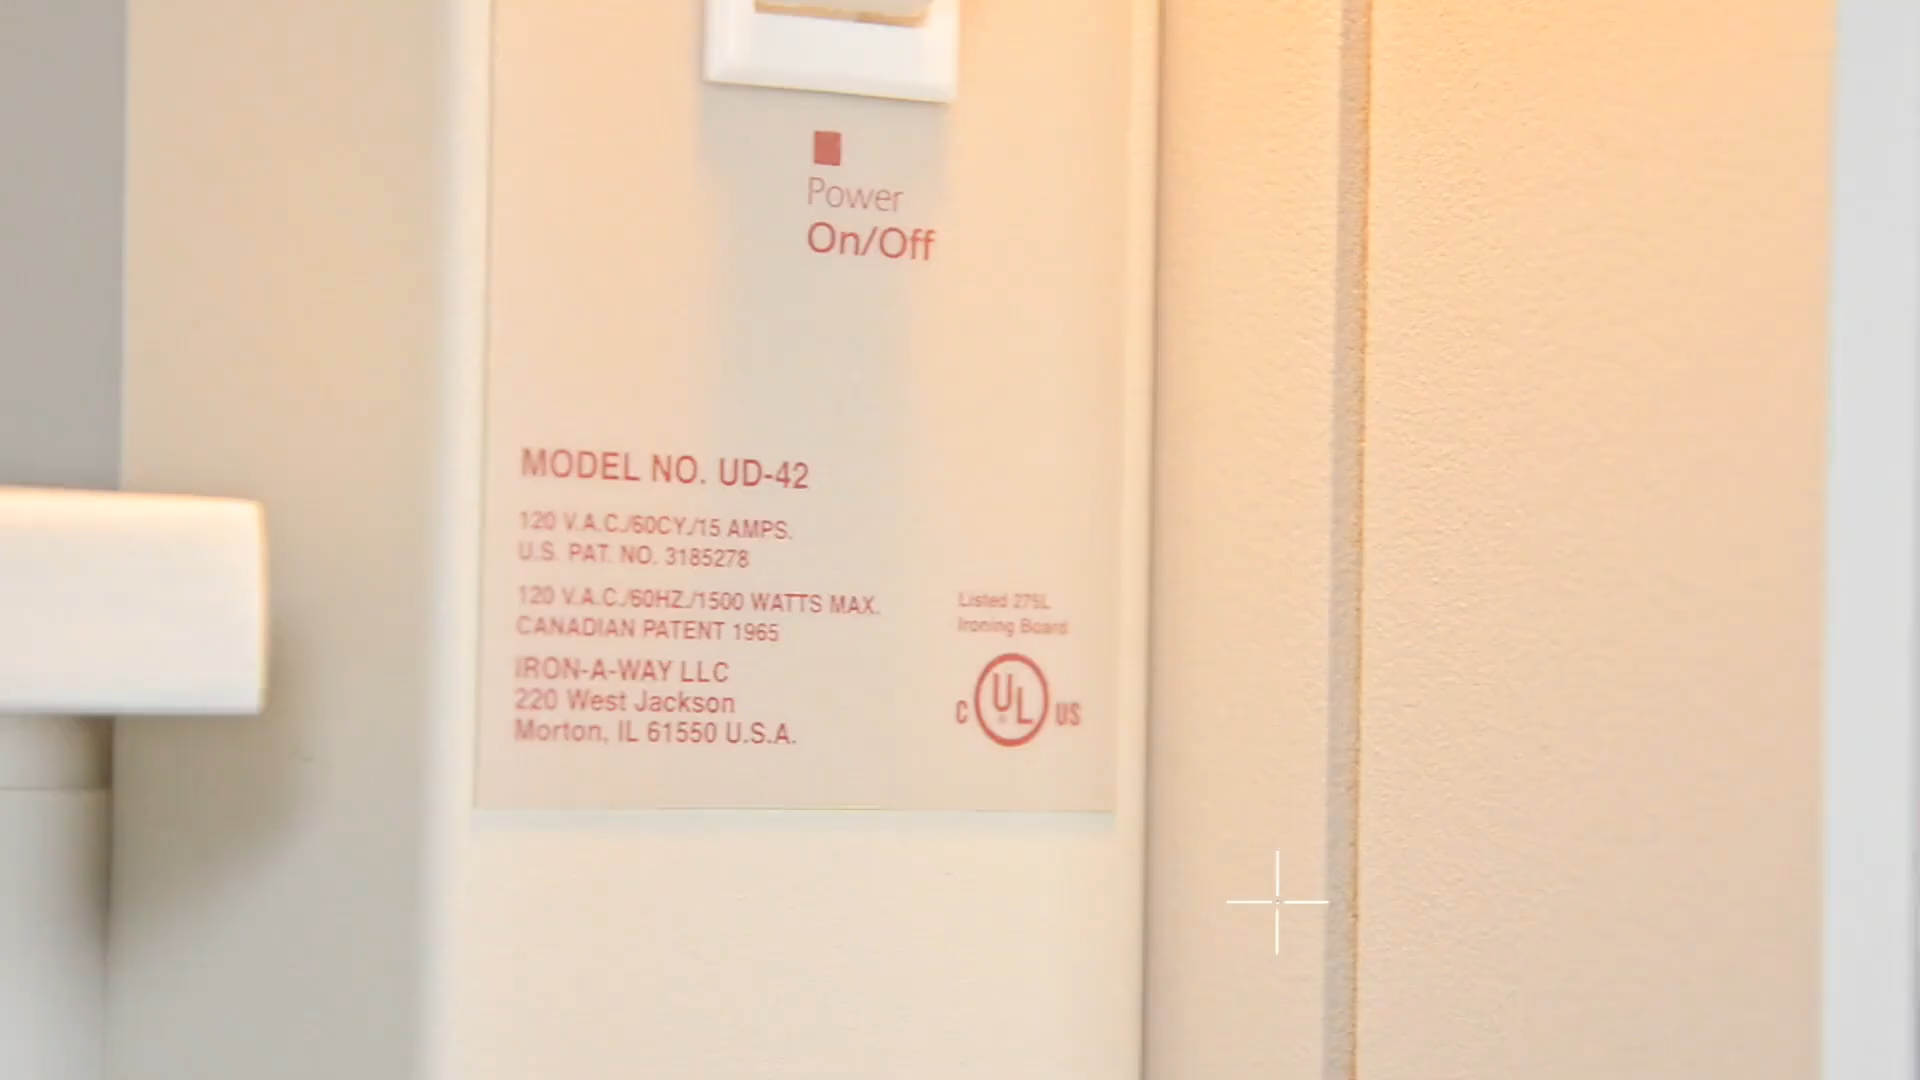 Power
On/Off
MODEL NO. UD-42
120 V.A.C./60CY./15 AMPS.
U.S. PAT. NO. 3185278
120 V.A.C./60HZ./1500 WATTS MAX.
CANADIAN PATENT 1965
IRON-A-WAY LLC
220 West Jackson
Morton, IL 61550 U.S.A.
Listed 275L
Ironing Board
C UL US